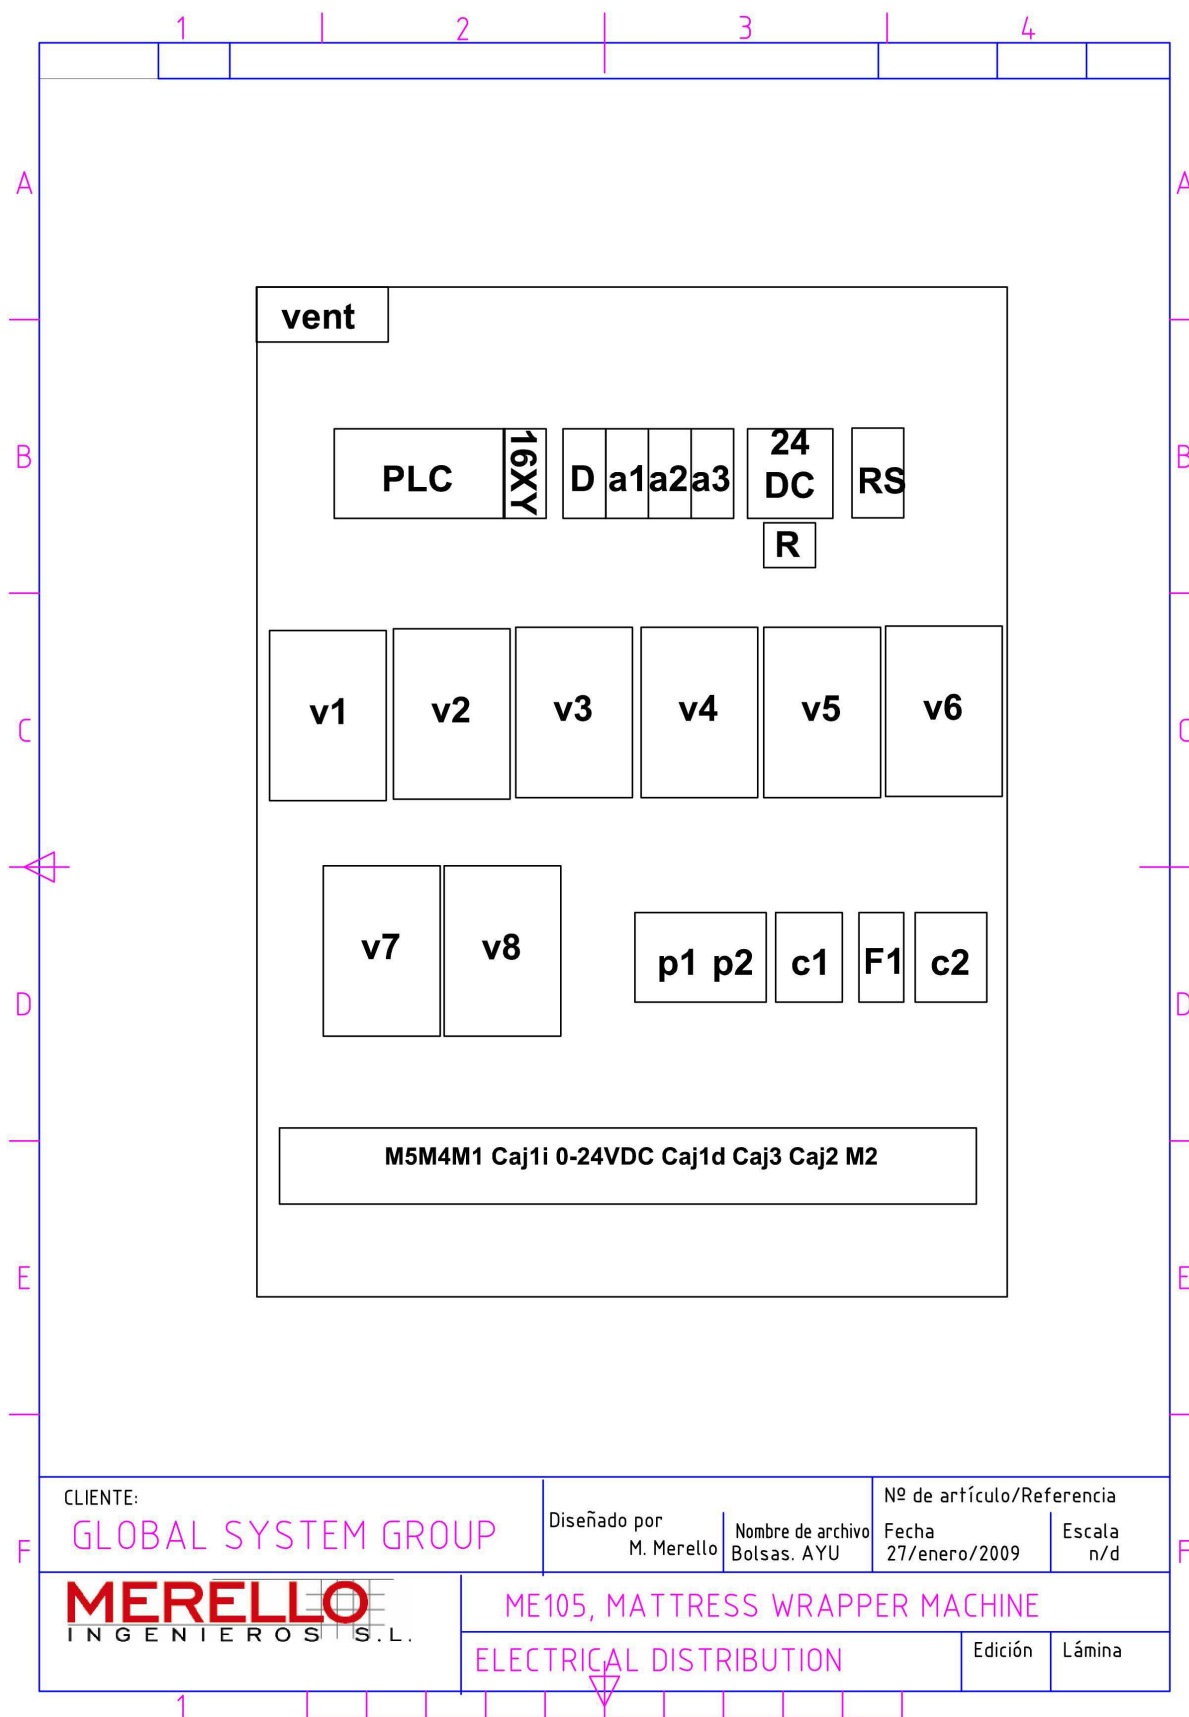 1 2 3 4
A A
vent
B B
PLC 16XY D a1 a2 a3 24 DC RS
R
C C
v1 v2 v3 v4 v5 v6
v7 v8 p1 p2 c1 F1 c2
D D
M5M4M1 Caj1i 0-24VDC Caj1d Caj3 Caj2 M2
E E
F F
CLIENTE:
GLOBAL SYSTEM GROUP
Diseñado por
M. Merello
Nombre de archivo
Bolsas. AYU
Nº de artículo/Referencia
Fecha
27/enero/2009
Escala
n/d
MERELLO
INGENIEROS S.L.
ME105, MATTRESS WRAPPER MACHINE
ELECTRICAL DISTRIBUTION
Edición
Lámina
1